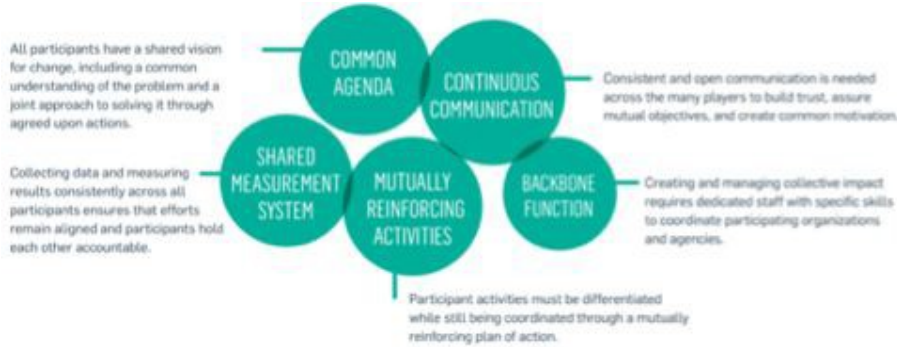 All participants have a shared vision
for change, including a common
understanding of the problem and a
joint approach to solving it through
agreed upon actions.
COMMON
AGENDA
CONTINUOUS
COMMUNICATION
Consistent and open communication is needed
across the many players to build trust, assure
mutual objectives, and create common motivation.
Collecting data and measuring
results consistently across all
participants ensures that efforts
remain aligned and participants hold
each other accountable.
SHARED
MEASUREMENT
SYSTEM
MUTUALLY
REINFORCING
ACTIVITIES
BACKBONE
FUNCTION
Creating and managing collective impact
requires dedicated staff with specific skills
to coordinate participating organizations
and agencies.
Participant activities must be differentiated
while still being coordinated through a mutually
reinforcing plan of action.